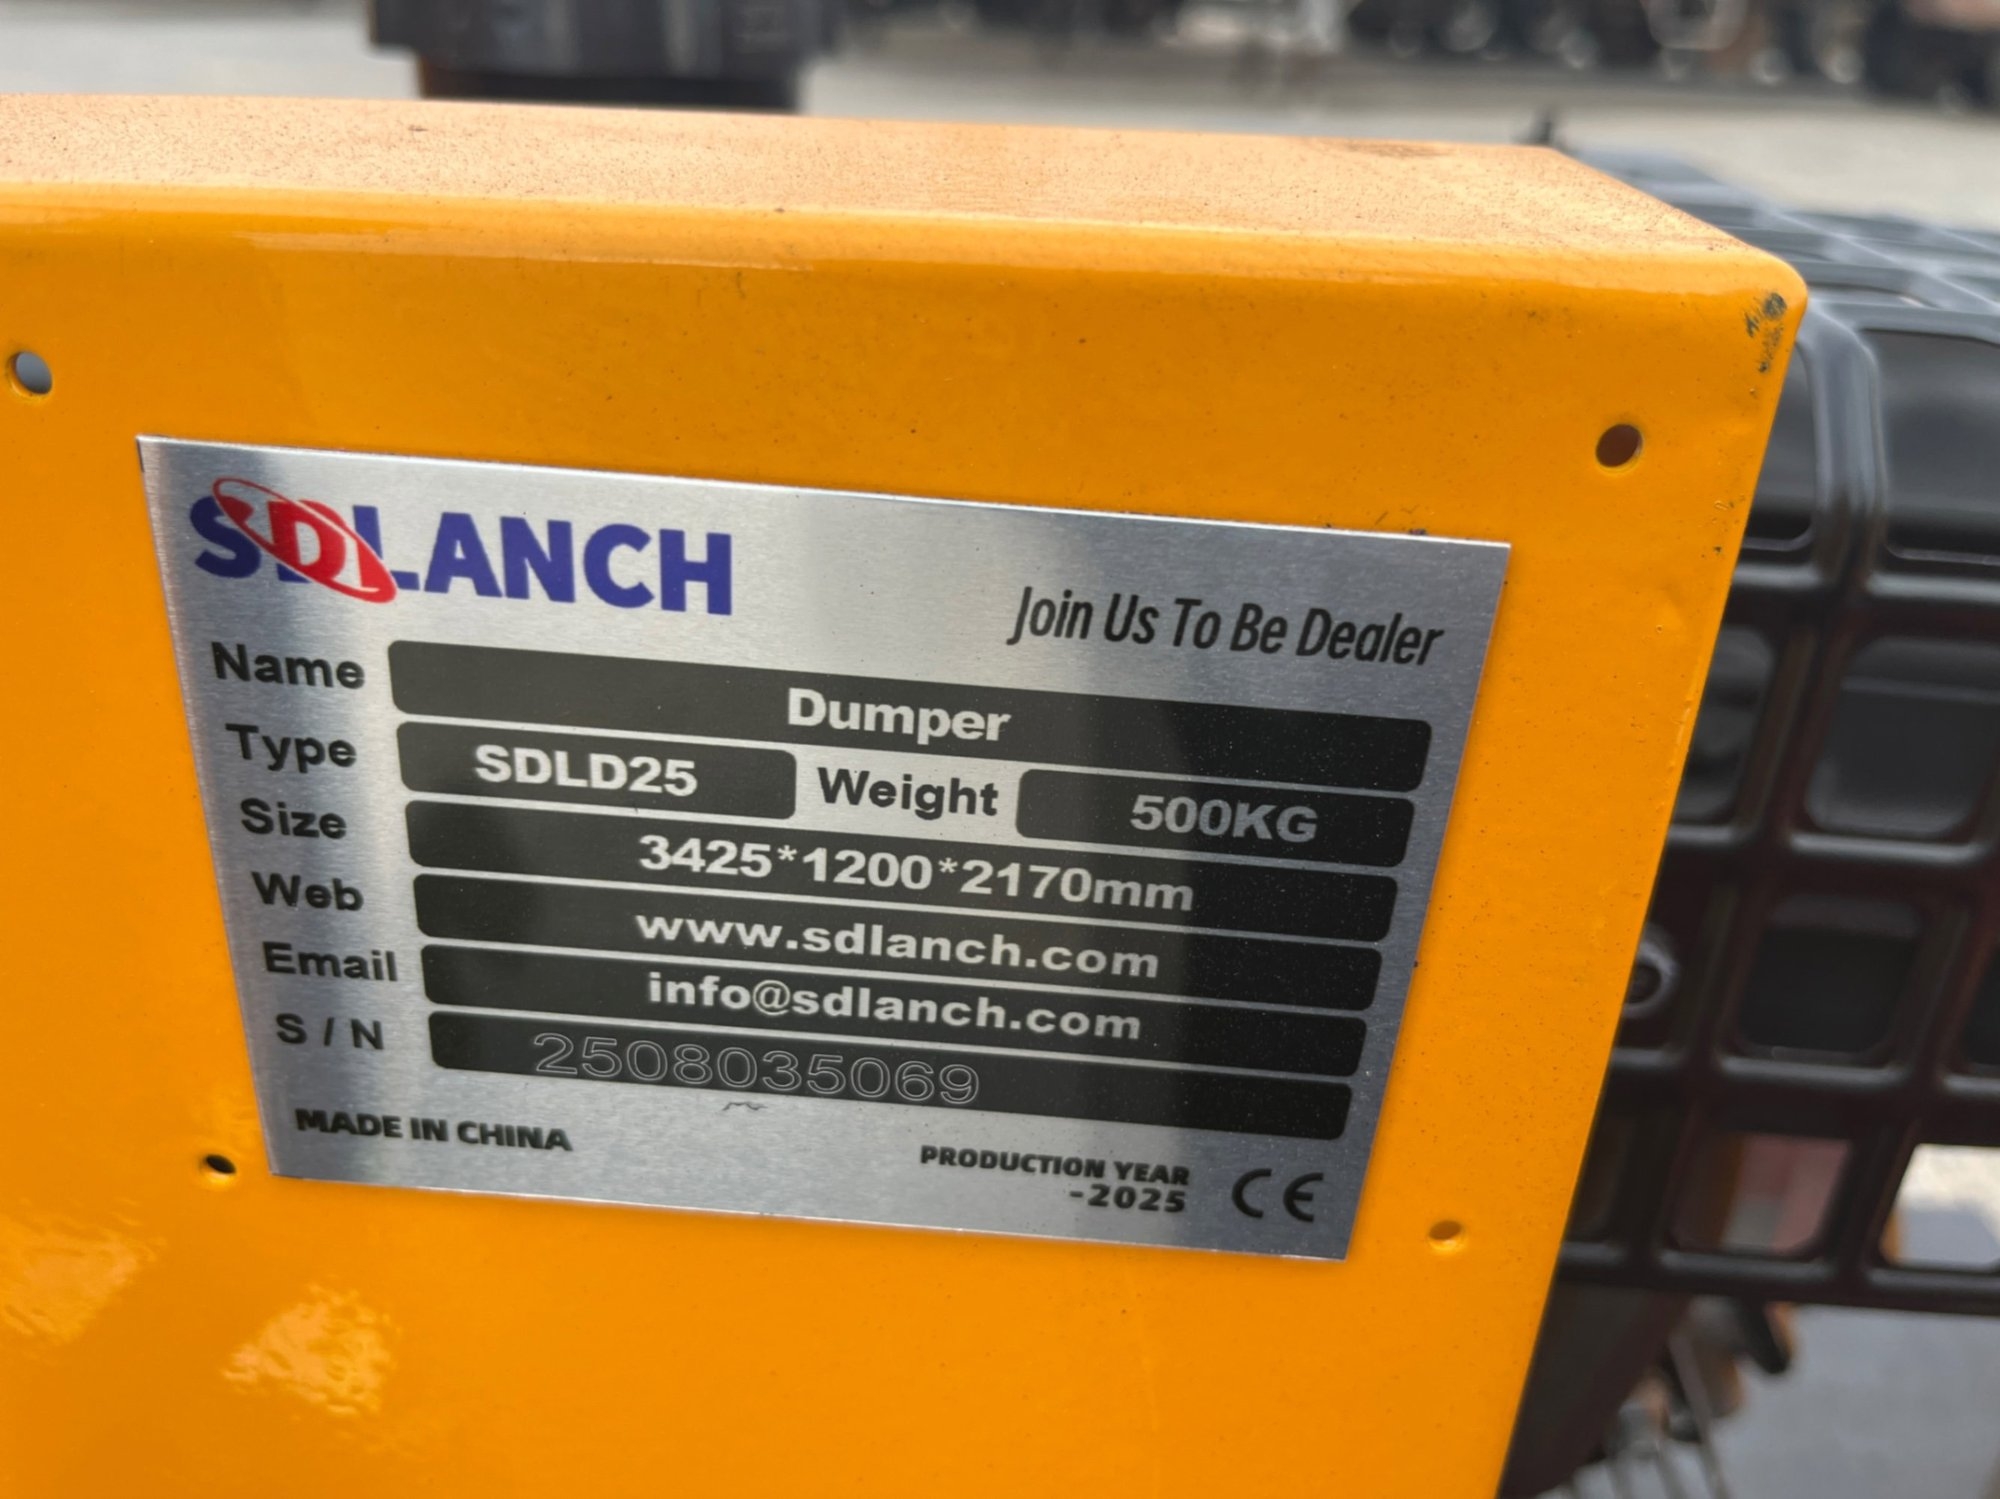 SDLANCH
Join Us To Be Dealer
Name Dumper
Type SDLD25 Weight 500KG
Size 3425*1200*2170mm
Web www.sdlanch.com
Email info@sdlanch.com
S / N 2508035069
MADE IN CHINA
PRODUCTION YEAR
-2025
CE